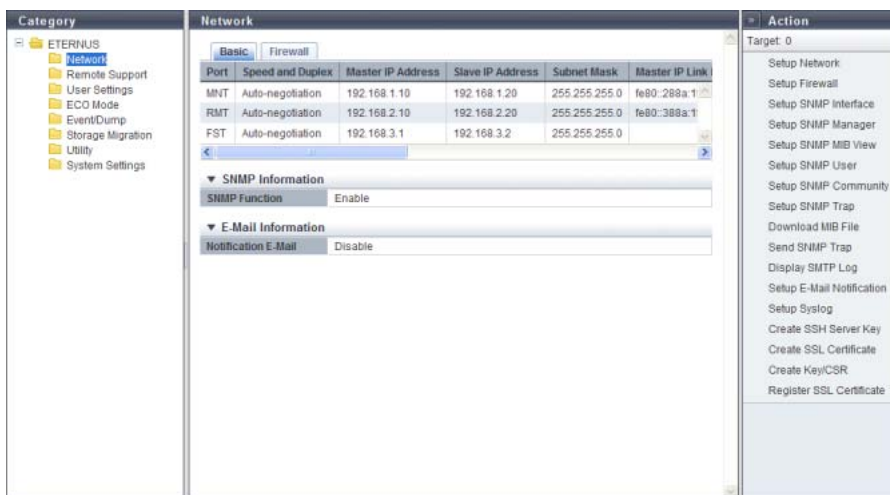 Category
ETERNUS
Network
Remote Support
User Settings
ECO Mode
Event/Dump
Storage Migration
Utility
System Settings
Network
Basic Firewall
Port Speed and Duplex Master IP Address Slave IP Address Subnet Mask Master IP Link
MNT Auto-negotiation 192.168.1.10 192.168.1.20 255.255.255.0 fe80::288a:1
RMT Auto-negotiation 192.168.2.10 192.168.2.20 255.255.255.0 fe80::388a:1
FST Auto-negotiation 192.168.3.1 192.168.3.2 255.255.255.0
SNMP Information
SNMP Function Enable
E-Mail Information
Notification E-Mail Disable
Action
Target: 0
Setup Network
Setup Firewall
Setup SNMP Interface
Setup SNMP Manager
Setup SNMP MIB View
Setup SNMP User
Setup SNMP Community
Setup SNMP Trap
Download MIB File
Send SNMP Trap
Display SMTP Log
Setup E-Mail Notification
Setup Syslog
Create SSH Server Key
Create SSL Certificate
Create Key/CSR
Register SSL Certificate